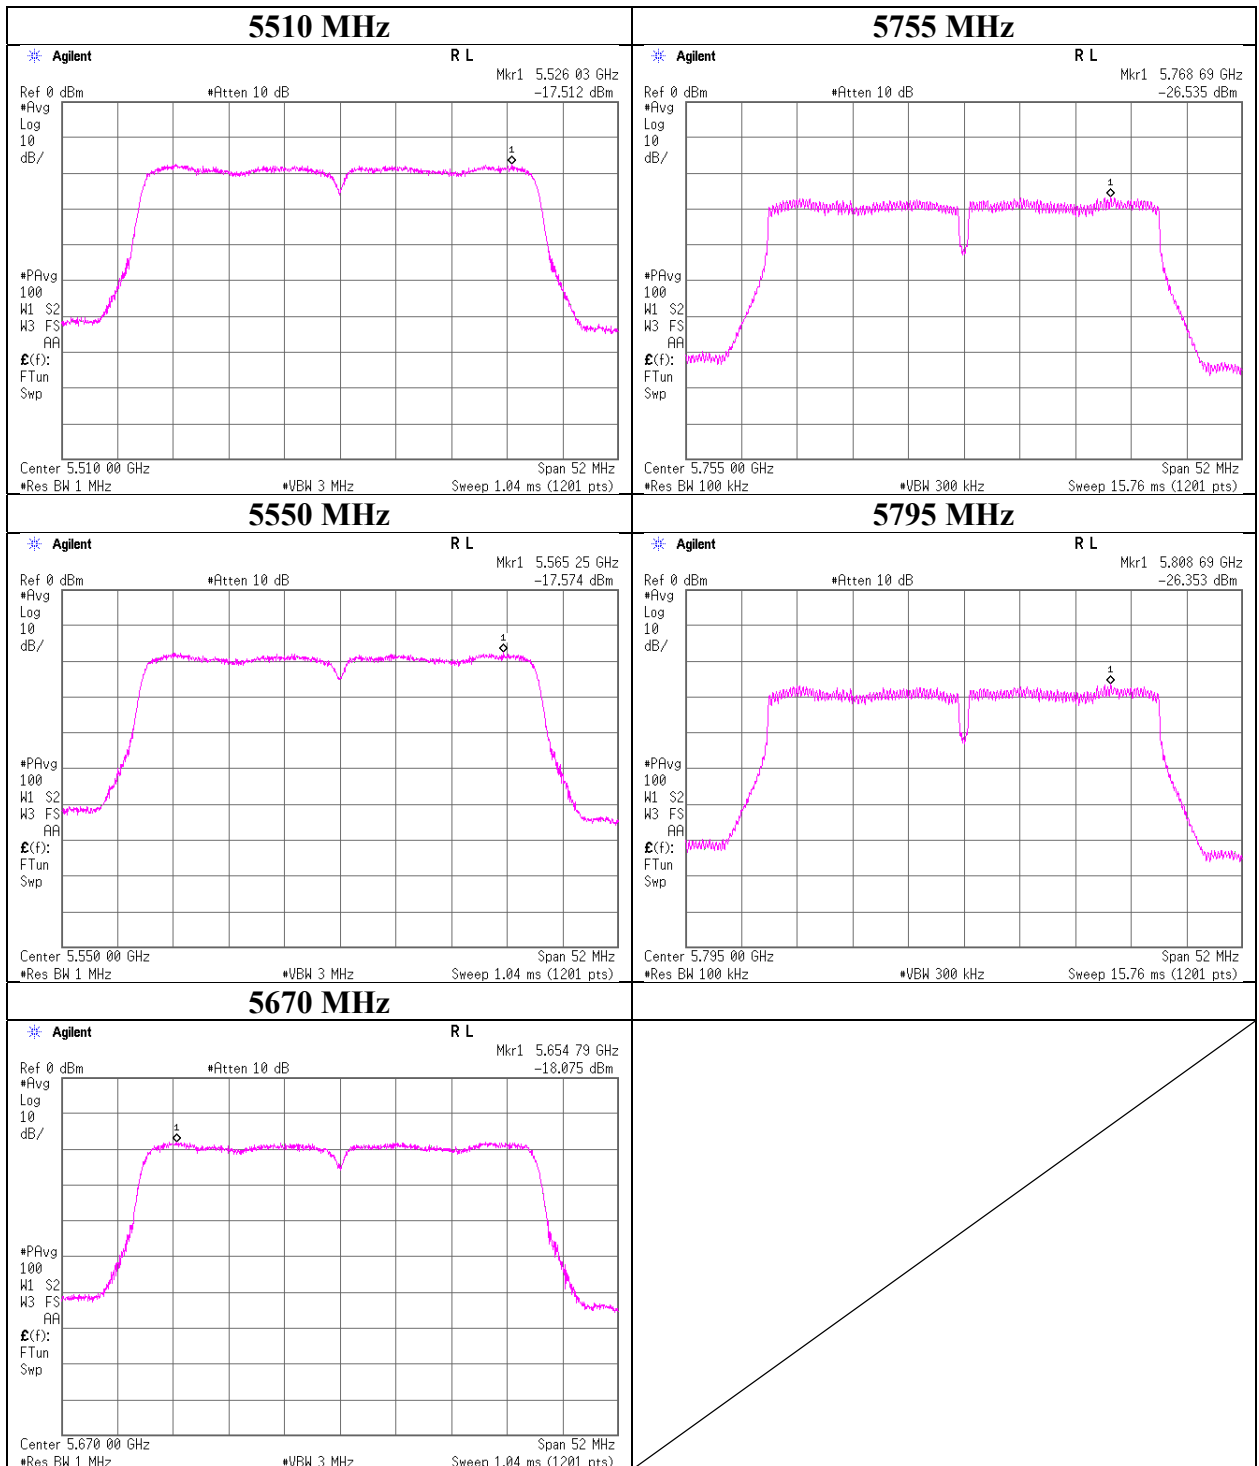 5510 MHz
Agilent
R L
Mkr1 5.526 03 GHz
Ref 0 dBm #Atten 10 dB -17.512 dBm
#Avg
Log
10
dB/
1
#PAvg
100
W1 S2
W3 FS
AA
£(f):
FTun
Swp
Center 5.510 00 GHz Span 52 MHz
#Res BW 1 MHz #VBW 3 MHz Sweep 1.04 ms (1201 pts)
5755 MHz
Agilent
R L
Mkr1 5.768 69 GHz
Ref 0 dBm #Atten 10 dB -26.535 dBm
#Avg
Log
10
dB/
1
#PAvg
100
W1 S2
W3 FS
AA
£(f):
FTun
Swp
Center 5.755 00 GHz Span 52 MHz
#Res BW 100 kHz #VBW 300 kHz Sweep 15.76 ms (1201 pts)
5550 MHz
Agilent
R L
Mkr1 5.565 25 GHz
Ref 0 dBm #Atten 10 dB -17.574 dBm
#Avg
Log
10
dB/
1
#PAvg
100
W1 S2
W3 FS
AA
£(f):
FTun
Swp
Center 5.550 00 GHz Span 52 MHz
#Res BW 1 MHz #VBW 3 MHz Sweep 1.04 ms (1201 pts)
5795 MHz
Agilent
R L
Mkr1 5.808 69 GHz
Ref 0 dBm #Atten 10 dB -26.353 dBm
#Avg
Log
10
dB/
1
#PAvg
100
W1 S2
W3 FS
AA
£(f):
FTun
Swp
Center 5.795 00 GHz Span 52 MHz
#Res BW 100 kHz #VBW 300 kHz Sweep 15.76 ms (1201 pts)
5670 MHz
Agilent
R L
Mkr1 5.654 79 GHz
Ref 0 dBm #Atten 10 dB -18.075 dBm
#Avg
Log
10
dB/
1
#PAvg
100
W1 S2
W3 FS
AA
£(f):
FTun
Swp
Center 5.670 00 GHz Span 52 MHz
#Res BW 1 MHz #VBW 3 MHz Sweep 1.04 ms (1201 pts)